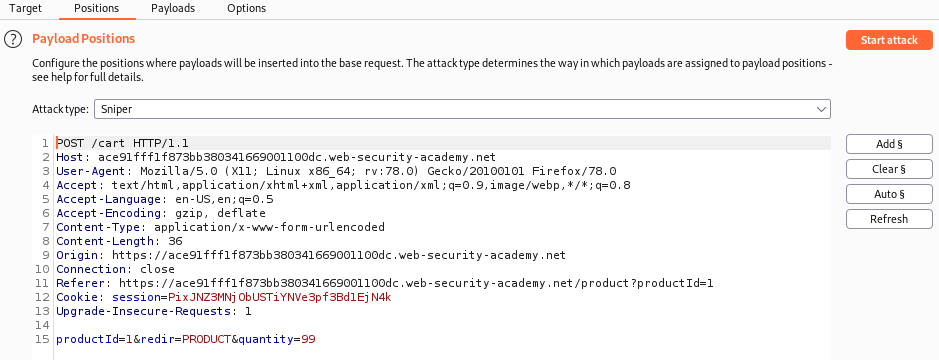 Target Positions Payloads Options
? Payload Positions Start attack
Configure the positions where payloads will be inserted into the base request. The attack type determines the way in which payloads are assigned to payload positions -
see help for full details.
Attack type: Sniper
1 POST /cart HTTP/1.1 Add §
2 Host: ace91fff1f873bb380341669001100dc.web-security-academy.net
3 User-Agent: Mozilla/5.0 (X11; Linux x86_64; rv:78.0) Gecko/20100101 Firefox/78.0 Clear §
4 Accept: text/html,application/xhtml+xml,application/xml;q=0.9,image/webp,*/*;q=0.8
5 Accept-Language: en-US,en;q=0.5 Auto §
6 Accept-Encoding: gzip, deflate Refresh
7 Content-Type: application/x-www-form-urlencoded
8 Content-Length: 36
9 Origin: https://ace91fff1f873bb380341669001100dc.web-security-academy.net
10 Connection: close
11 Referer: https://ace91fff1f873bb380341669001100dc.web-security-academy.net/product?productId=1
12 Cookie: session=PixJNZ3MNjObUSTiYNVe3pf3Bd1EjN4k
13 Upgrade-Insecure-Requests: 1
14
15 productId=1&redir=PRODUCT&quantity=99